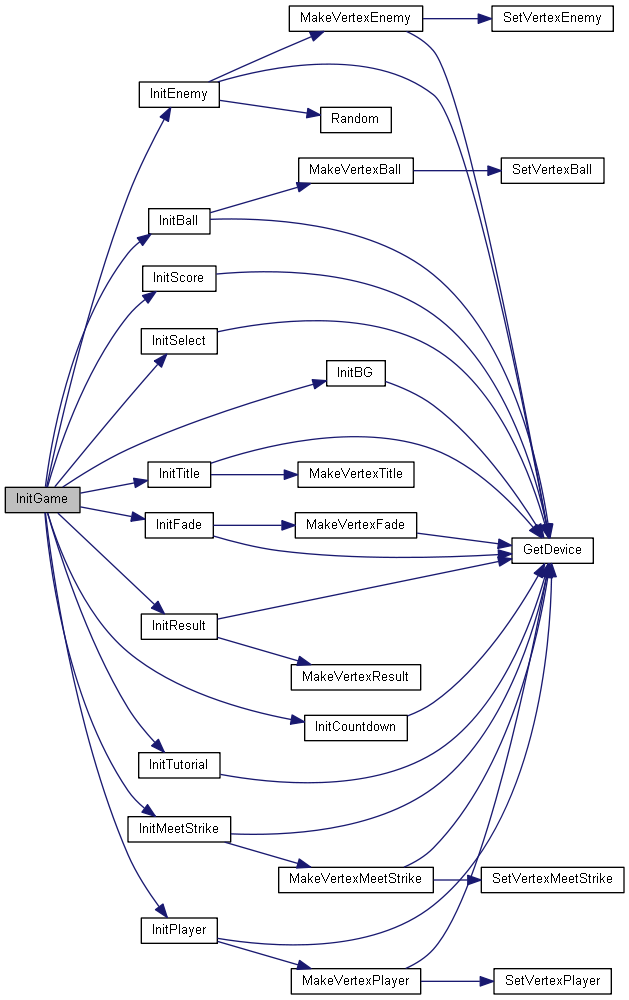 MakeVertexEnemy
SetVertexEnemy
InitEnemy
Random
MakeVertexBall
SetVertexBall
InitBall
InitScore
InitSelect
InitBG
InitTitle
MakeVertexTitle
InitGame
InitFade
MakeVertexFade
GetDevice
InitResult
MakeVertexResult
InitCountdown
InitTutorial
InitMeetStrike
MakeVertexMeetStrike
SetVertexMeetStrike
InitPlayer
MakeVertexPlayer
SetVertexPlayer